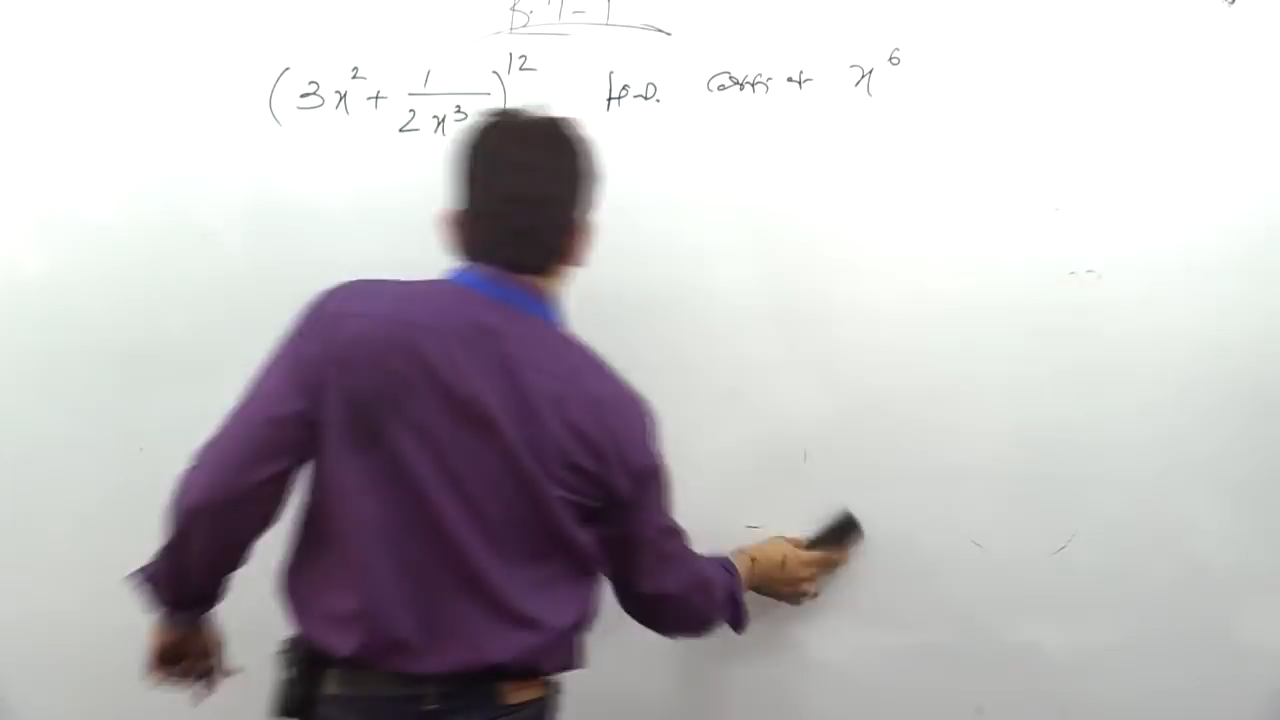 (3x² + 1/2x³)¹² find. coeffi of x⁶